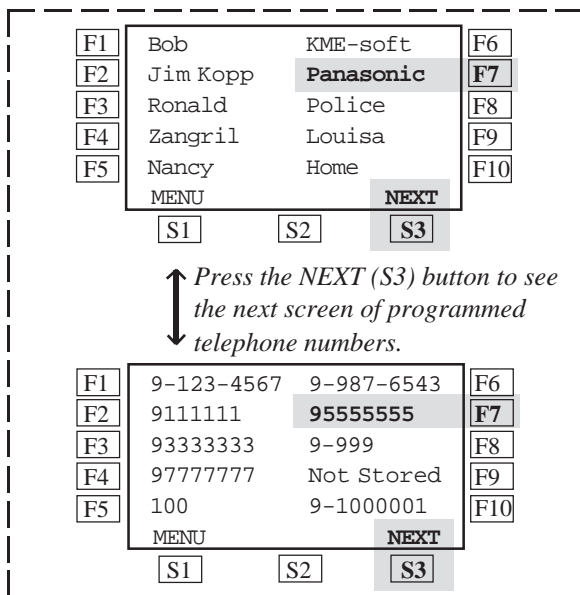 F1 Bob KME-soft F6
F2 Jim Kopp Panasonic F7
F3 Ronald Police F8
F4 Zangril Louisa F9
F5 Nancy Home F10
MENU NEXT
S1 S2 S3
Press the NEXT (S3) button to see
the next screen of programmed
telephone numbers.
F1 9-123-4567 9-987-6543 F6
F2 9111111 95555555 F7
F3 93333333 9-999 F8
F4 97777777 Not Stored F9
F5 100 9-1000001 F10
MENU NEXT
S1 S2 S3